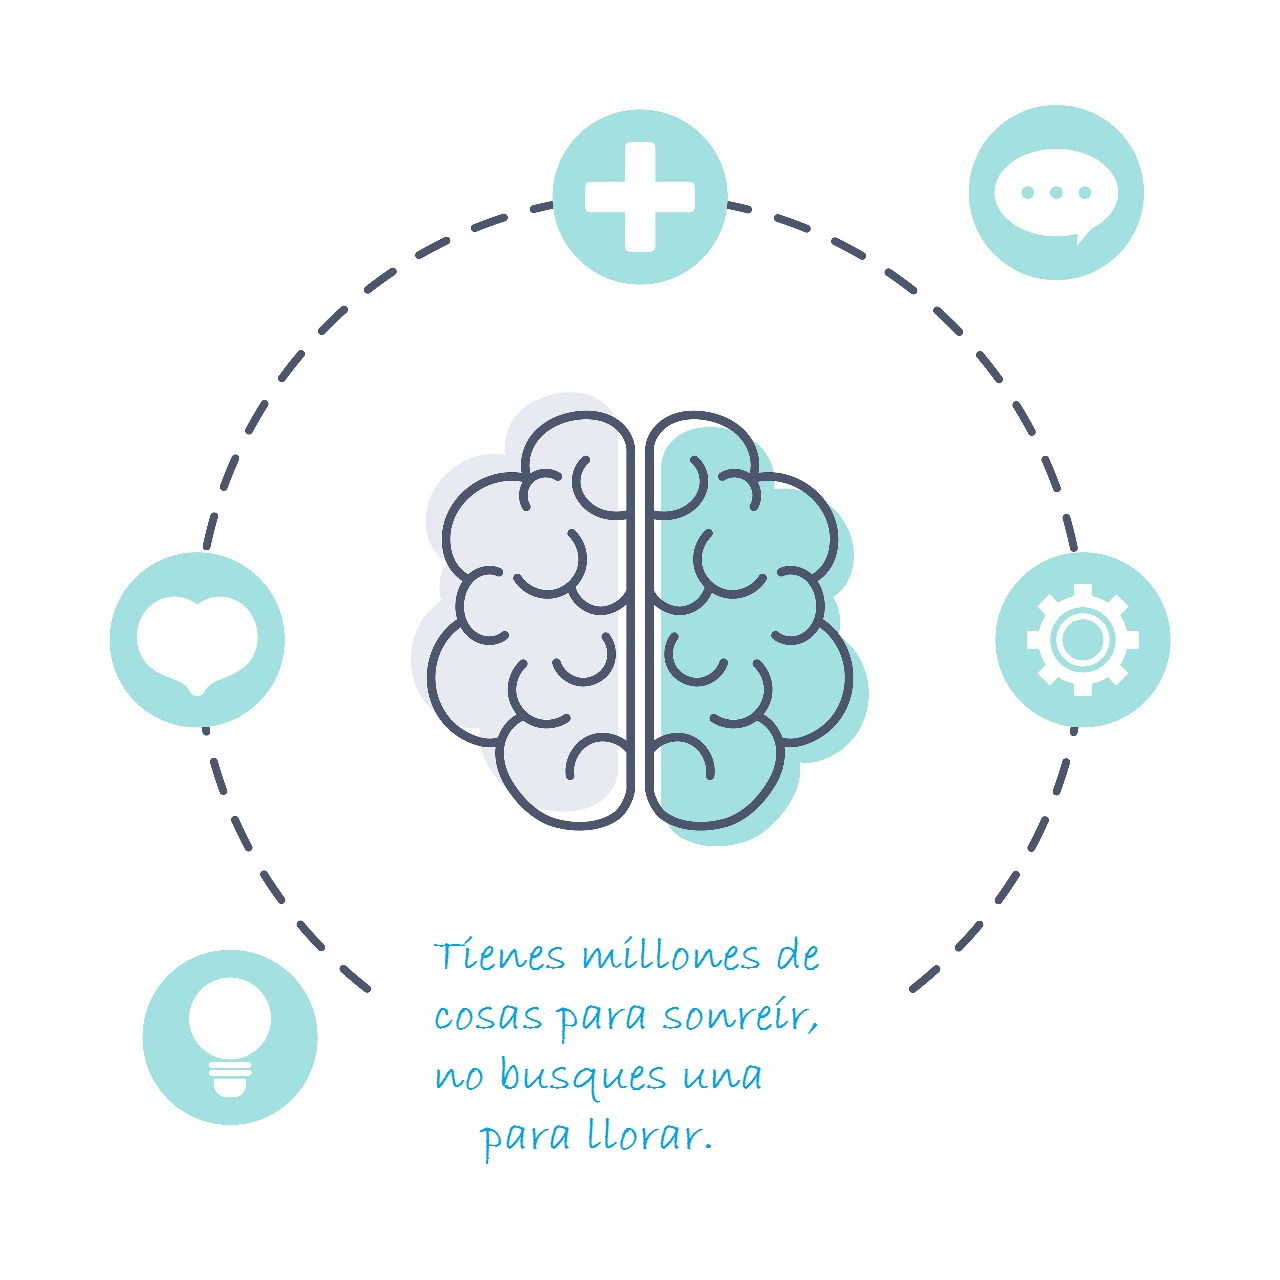 Tienes millones de
cosas para sonreír,
no busques una
para llorar.